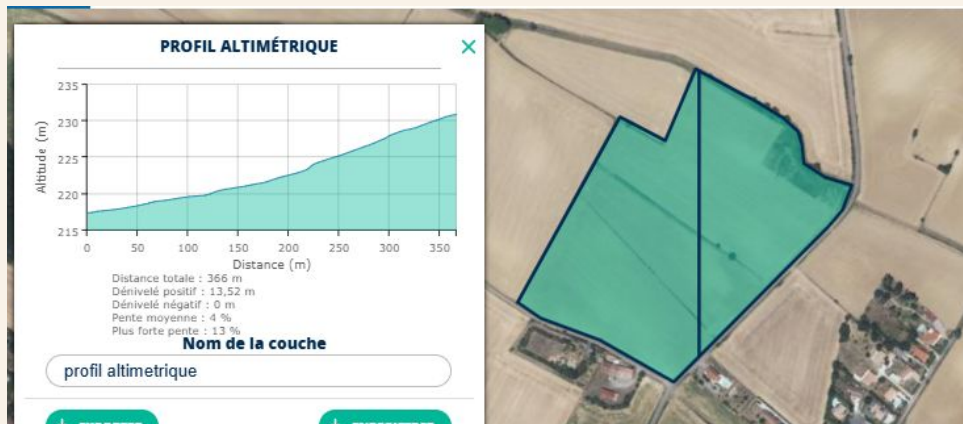 PROFIL ALTIMÉTRIQUE
235
230
225
220
215
Altitude (m)
0 50 100 150 200 250 300 350
Distance (m)
Distance totale : 366 m
Dénivelé positif : 13,52 m
Dénivelé négatif : 0 m
Pente moyenne : 4 %
Plus forte pente : 13 %
Nom de la couche
profil altimetrique